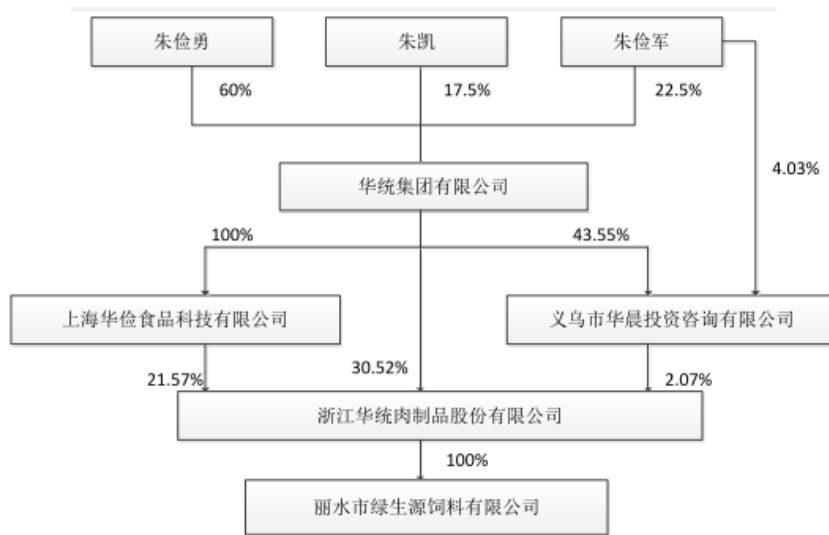 朱俭勇
朱凯
朱俭军
60%
17.5%
22.5%
4.03%
华统集团有限公司
100%
43.55%
上海华俭食品科技有限公司
义乌市华晨投资咨询有限公司
21.57%
30.52%
2.07%
浙江华统肉制品股份有限公司
100%
丽水市绿生源饲料有限公司